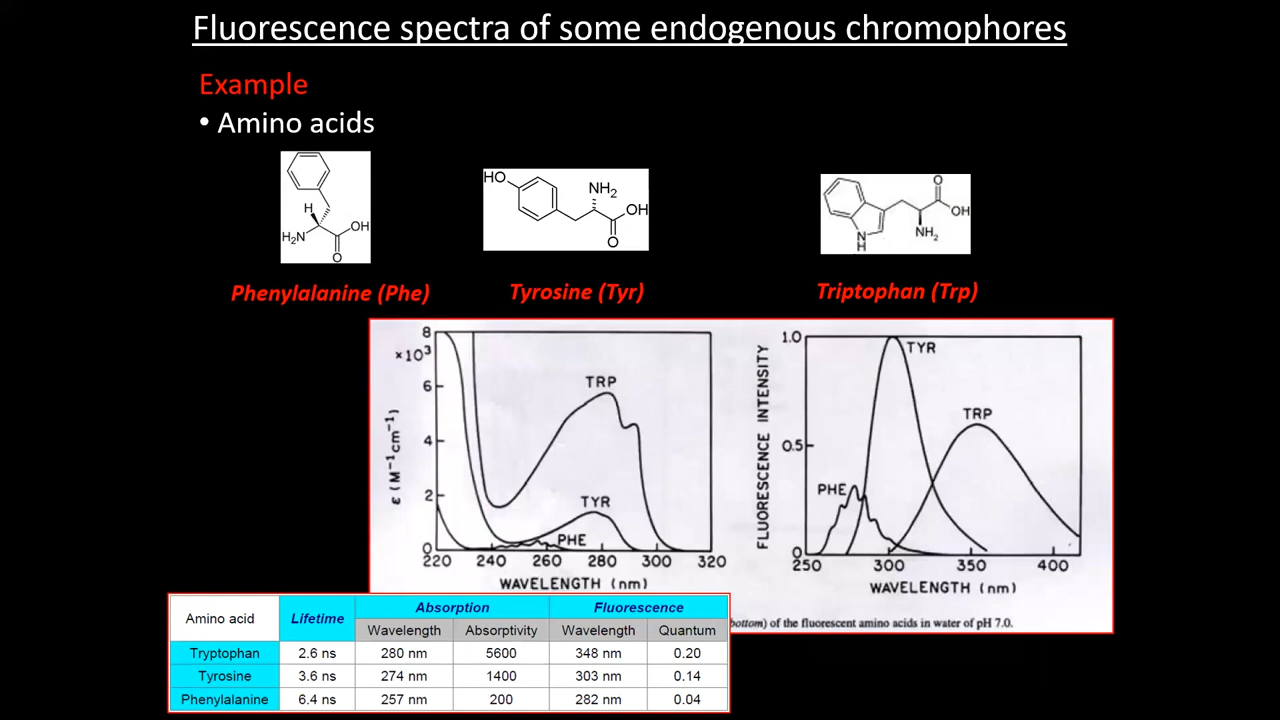 Fluorescence spectra of some endogenous chromophores
Example
• Amino acids
H
H₂N
OH
O
HO
NH₂
OH
O
O
OH
N
H
NH₂
Phenylalanine (Phe)
Tyrosine (Tyr)
Triptophan (Trp)
8
×10³
6
4
2
0
ε (M⁻¹cm⁻¹)
TRP
TYR
PHE
220 240 260 280 300 320
WAVELENGTH (nm)
1.0
0.5
0
FLUORESCENCE INTENSITY
TYR
TRP
PHE
250 300 350 400
WAVELENGTH (nm)
bottom) of the fluorescent amino acids in water of pH 7.0.
Amino acid Lifetime Absorption Fluorescence
Wavelength Absorptivity Wavelength Quantum
Tryptophan 2.6 ns 280 nm 5600 348 nm 0.20
Tyrosine 3.6 ns 274 nm 1400 303 nm 0.14
Phenylalanine 6.4 ns 257 nm 200 282 nm 0.04